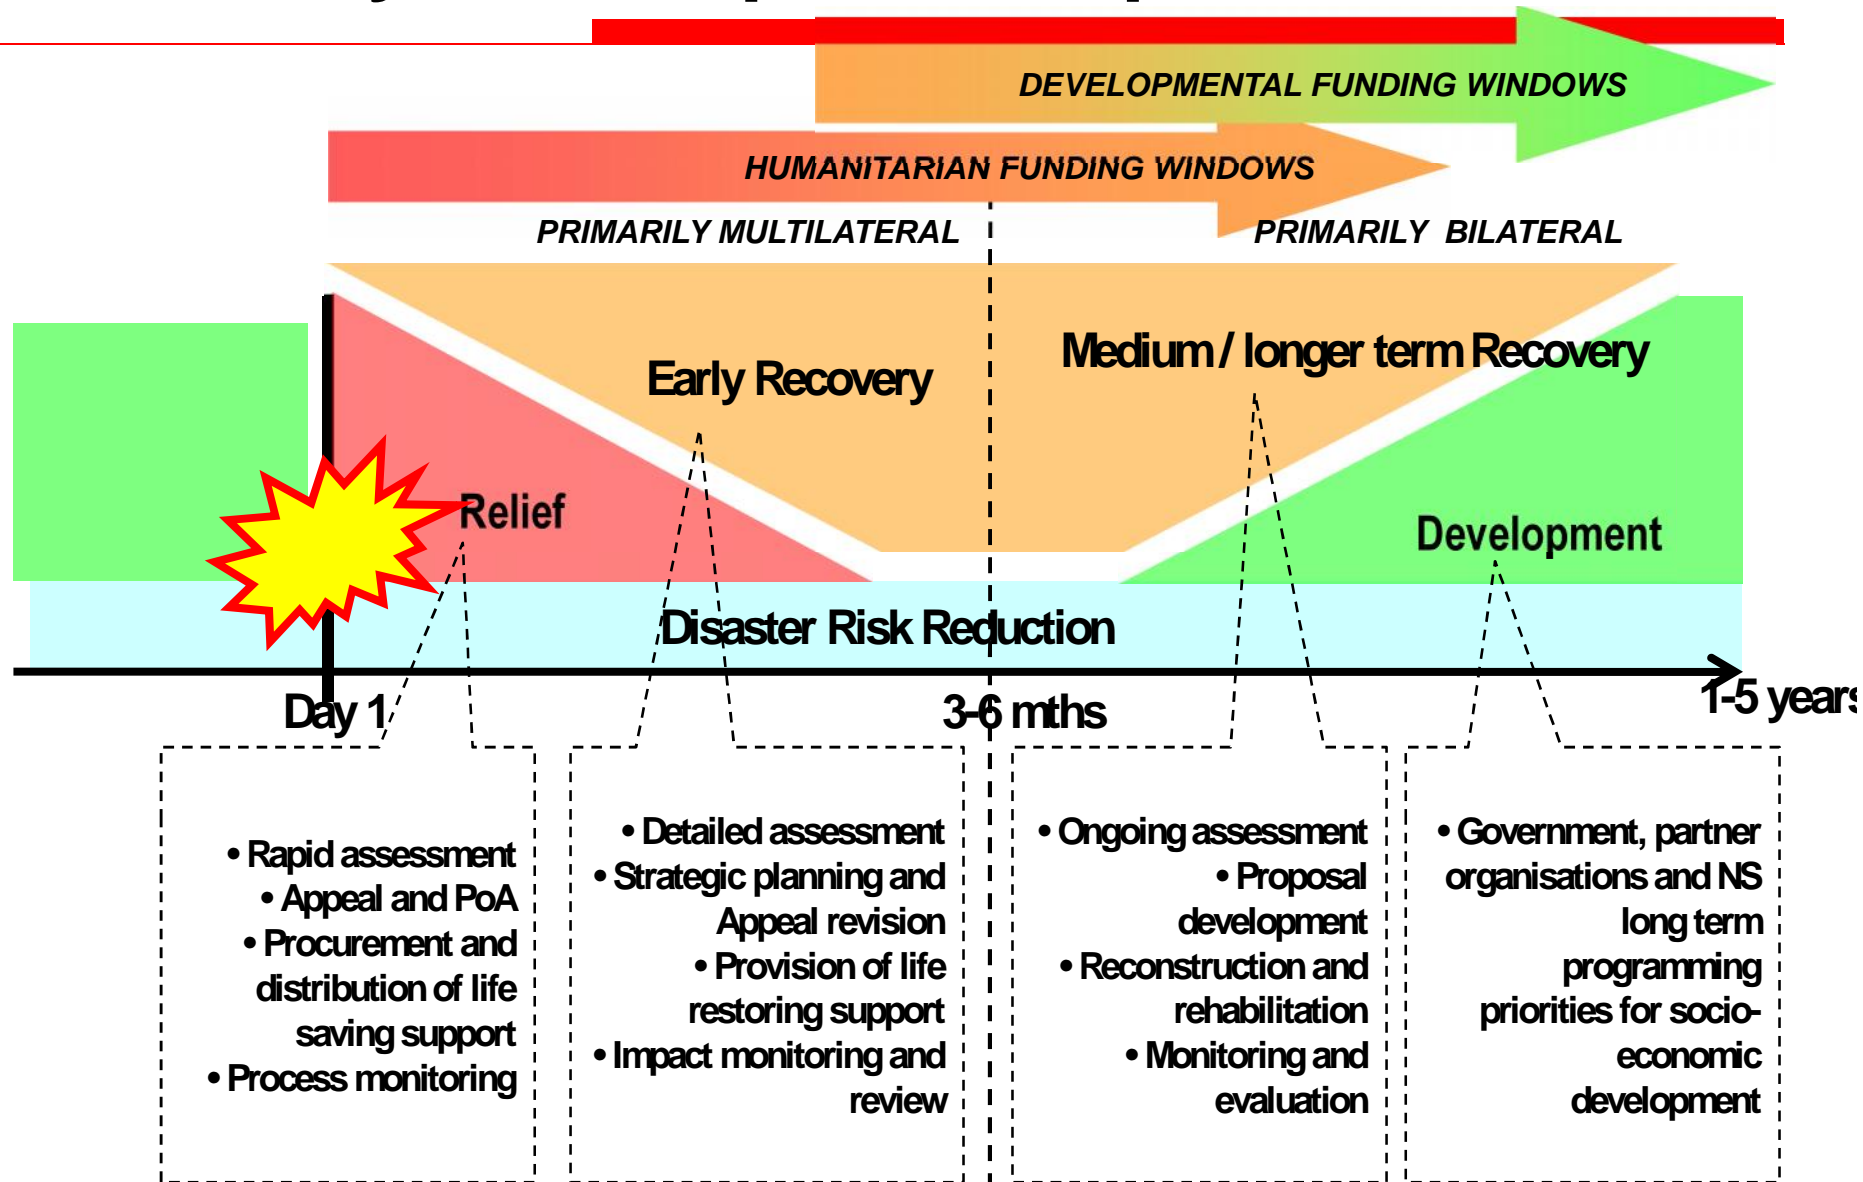 DEVELOPMENTAL FUNDING WINDOWS
HUMANITARIAN FUNDING WINDOWS
PRIMARILY MULTILATERAL
PRIMARILY BILATERAL
Early Recovery
Medium / longer term Recovery
Relief
Development
Disaster Risk Reduction
Day 1
3-6 mths
1-5 years
• Rapid assessment
• Appeal and PoA
• Procurement and
distribution of life
saving support
• Process monitoring
• Detailed assessment
• Strategic planning and
Appeal revision
• Provision of life
restoring support
• Impact monitoring and
review
• Ongoing assessment
• Proposal
development
• Reconstruction and
rehabilitation
• Monitoring and
evaluation
• Government, partner
organisations and NS
long term
programming
priorities for socio-
economic
development